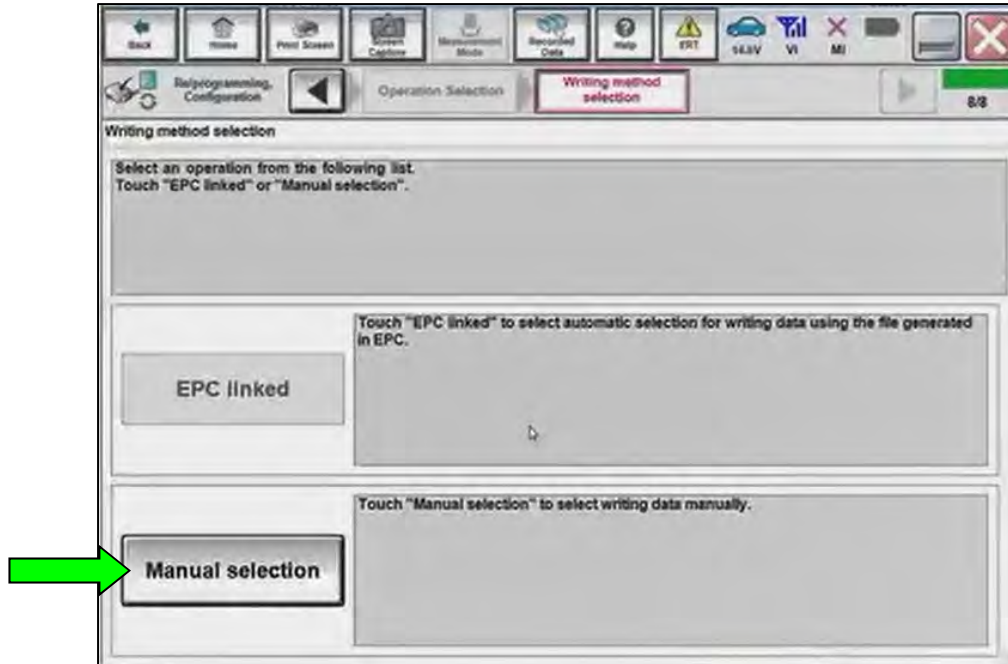 Back
Home
Print Screen
Screen Capture
Measurement Mode
Recorded Data
Help
ERT
VI
MI
Re/programming, Configuration
Operation Selection
Writing method selection
8/8
Writing method selection
Select an operation from the following list.
Touch "EPC linked" or "Manual selection".
EPC linked
Touch "EPC linked" to select automatic selection for writing data using the file generated
in EPC.
Manual selection
Touch "Manual selection" to select writing data manually.